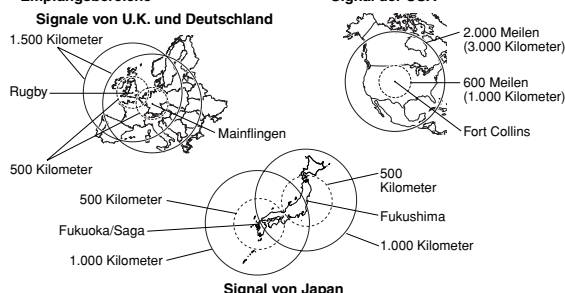 Signale von U.K. und Deutschland
1.500 Kilometer
Rugby
Mainflingen
500 Kilometer
2.000 Meilen
(3.000 Kilometer)
600 Meilen
(1.000 Kilometer)
Fort Collins
500 Kilometer
Fukuoka/Saga
1.000 Kilometer
500
Kilometer
Fukushima
1.000 Kilometer
Signal von Japan